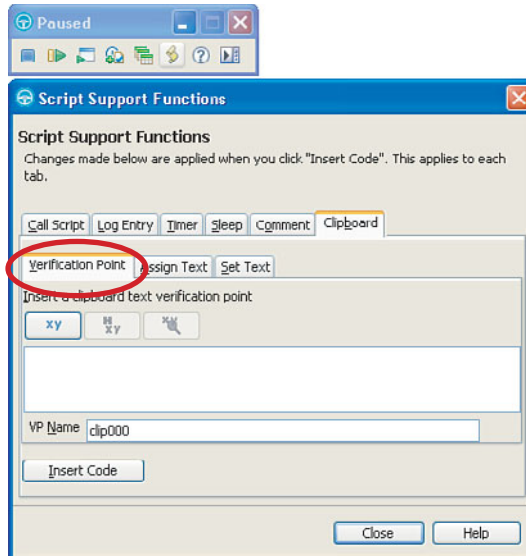 Paused
Script Support Functions
Script Support Functions
Changes made below are applied when you click "Insert Code". This applies to each
tab.
Call Script Log Entry Timer Sleep Comment Clipboard
Verification Point Assign Text Set Text
Insert a clipboard text verification point
xy H xy xy
VP Name clip000
Insert Code
Close Help